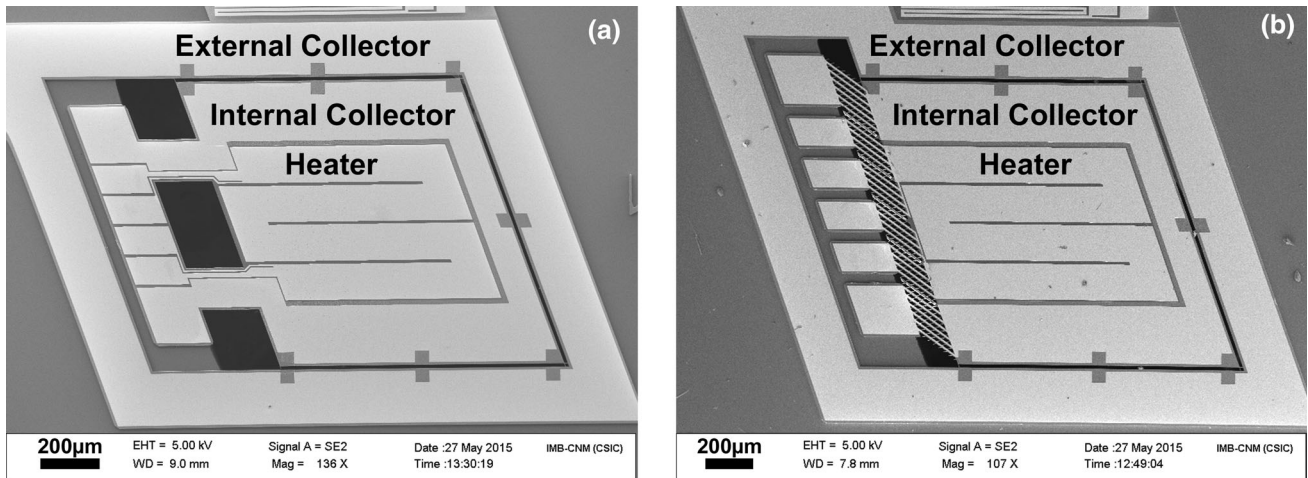 (a)
External Collector
Internal Collector
Heater
200µm
EHT = 5.00 kV
WD = 9.0 mm
Signal A = SE2
Mag = 136 X
Date :27 May 2015
Time :13:30:19
IMB-CNM (CSIC)
(b)
External Collector
Internal Collector
Heater
200µm
EHT = 5.00 kV
WD = 7.8 mm
Signal A = SE2
Mag = 107 X
Date :27 May 2015
Time :12:49:04
IMB-CNM (CSIC)